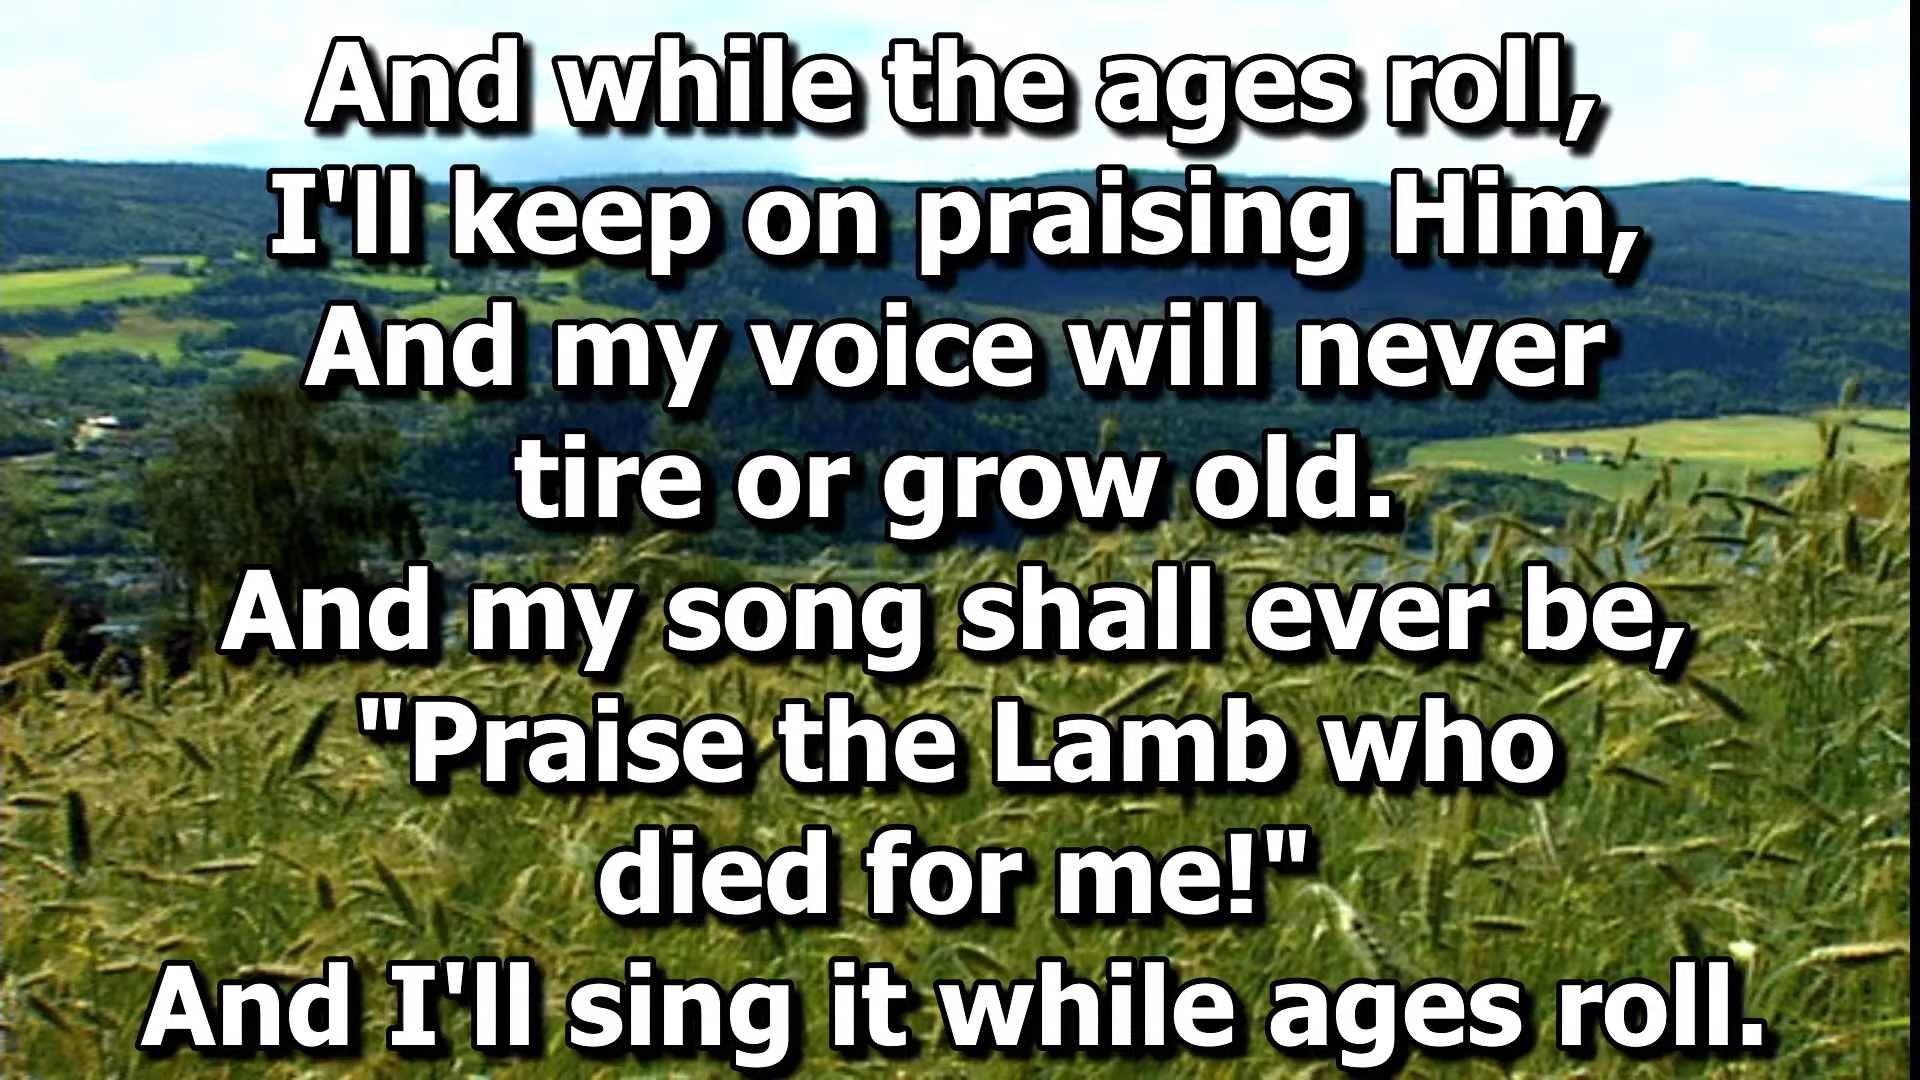 And while the ages roll,
I'll keep on praising Him,
And my voice will never
tire or grow old.
And my song shall ever be,
"Praise the Lamb who
died for me!"
And I'll sing it while ages roll.